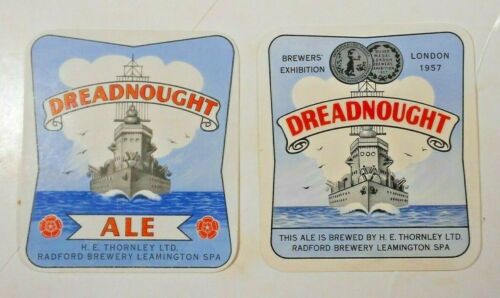 DREADNOUGHT
ALE
H. E. THORNLEY LTD.
RADFORD BREWERY LEAMINGTON SPA
BREWERS' LONDON
EXHIBITION 1957
DREADNOUGHT
THIS ALE IS BREWED BY H. E. THORNLEY LTD.
RADFORD BREWERY LEAMINGTON SPA